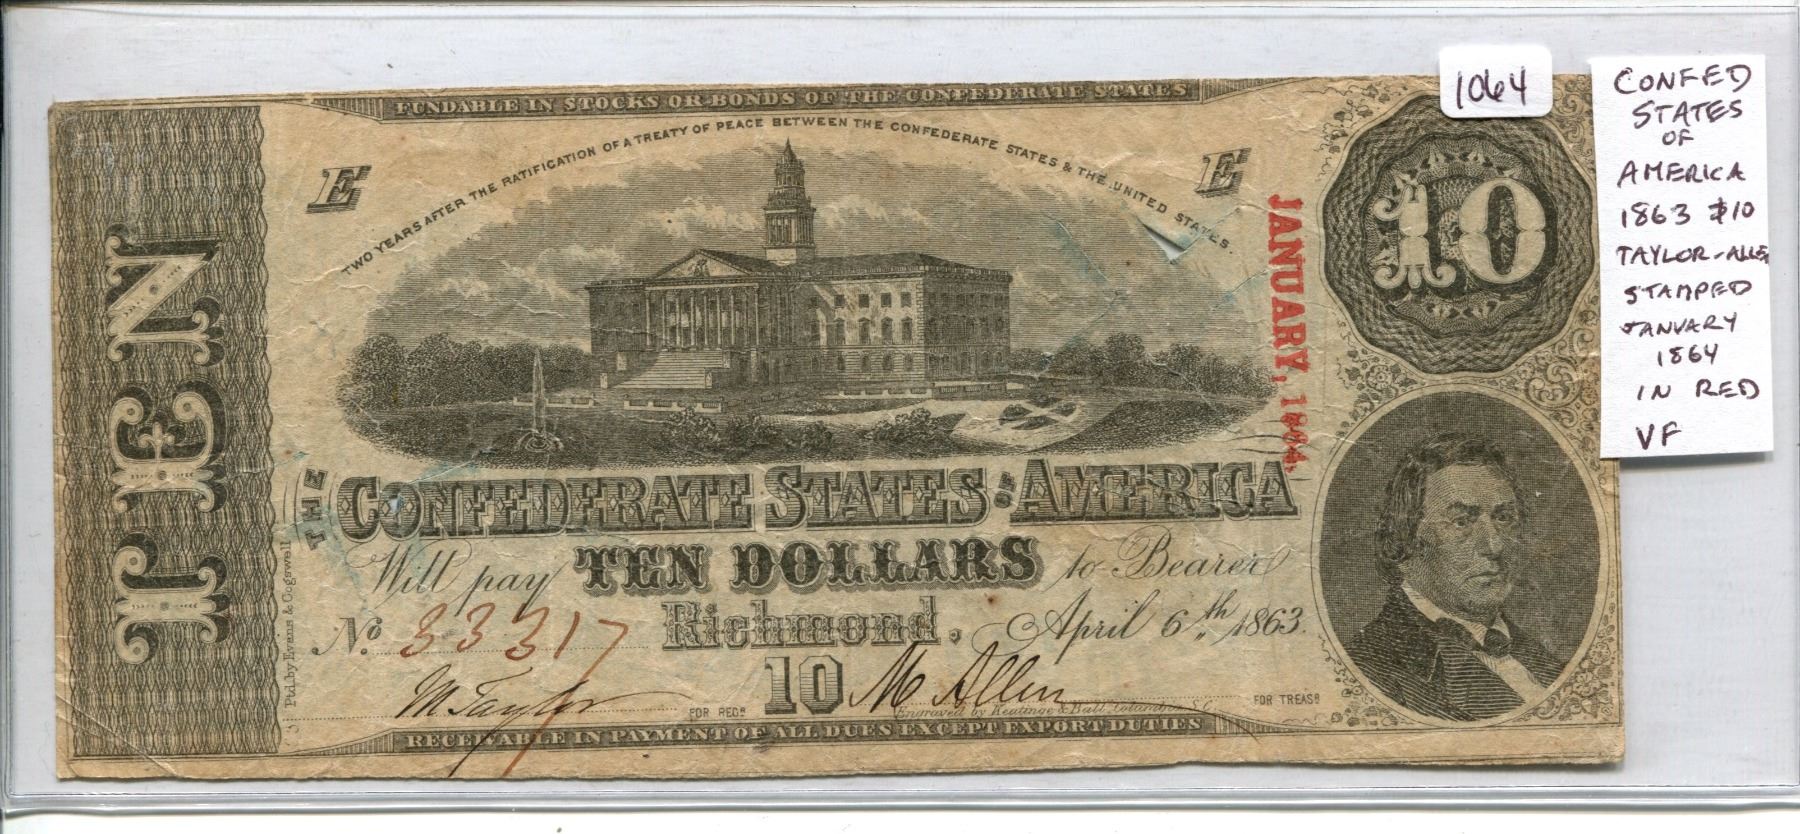 FUNDABLE IN STOCKS OR BONDS OF THE CONFEDERATE STATES
TWO YEARS AFTER THE RATIFICATION OF A TREATY OF PEACE BETWEEN THE CONFEDERATE STATES & THE UNITED STATES.
E
E
TEN
10
JANUARY, 1864.
THE CONFEDERATE STATES OF AMERICA
Will pay TEN DOLLARS to Bearer
No. 33317 Richmond, April 6th 1863.
M Taylor FOR REGR 10 M Allen FOR TREASR
Engraved by Keatinge & Ball Columbia S.C.
RECEIVABLE IN PAYMENT OF ALL DUES EXCEPT EXPORT DUTIES
3 Ptd. by Evans & Cogswell
1064
CONFED
STATES
OF
AMERICA
1863 $10
TAYLOR-ALLEN
STAMPED
JANUARY
1864
IN RED
VF